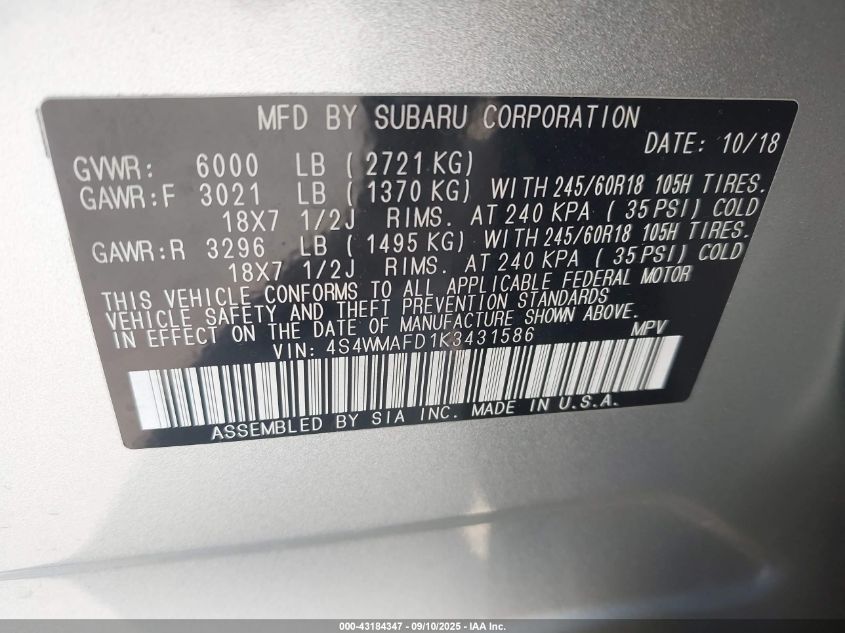 MFD BY SUBARU CORPORATION
DATE: 10/18
GVWR: 6000 LB (2721 KG)
GAWR:F 3021 LB (1370 KG) WITH 245/60R18 105H TIRES.
18X7 1/2J RIMS. AT 240 KPA (35 PSI) COLD
GAWR:R 3296 LB (1495 KG) WITH 245/60R18 105H TIRES.
18X7 1/2J RIMS. AT 240 KPA (35 PSI) COLD
THIS VEHICLE CONFORMS TO ALL APPLICABLE FEDERAL MOTOR
VEHICLE SAFETY AND THEFT PREVENTION STANDARDS
IN EFFECT ON THE DATE OF MANUFACTURE SHOWN ABOVE.
VIN: 4S4WMAFD1K3431586 MPV
ASSEMBLED BY SIA INC. MADE IN U.S.A.
000-43184347 - 09/10/2025 - IAA Inc.